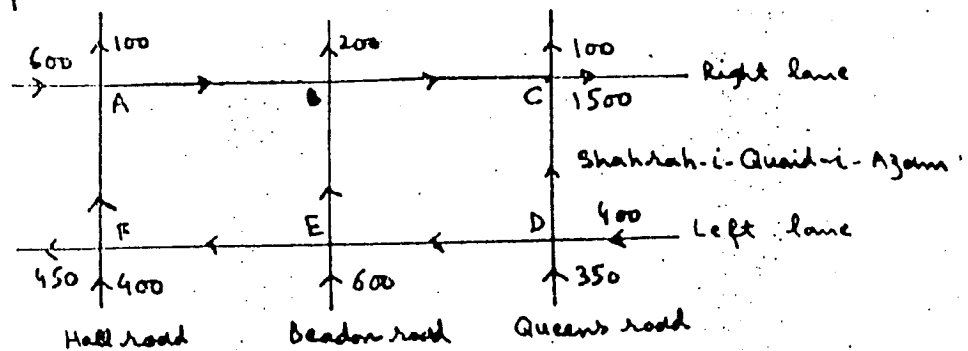 100 200 100
600 Right lane
A B C 1500
Shahrah-i-Quaid-i-Azam
F E D 400 Left lane
450 400 600 350
Hall road Beadon road Queens road